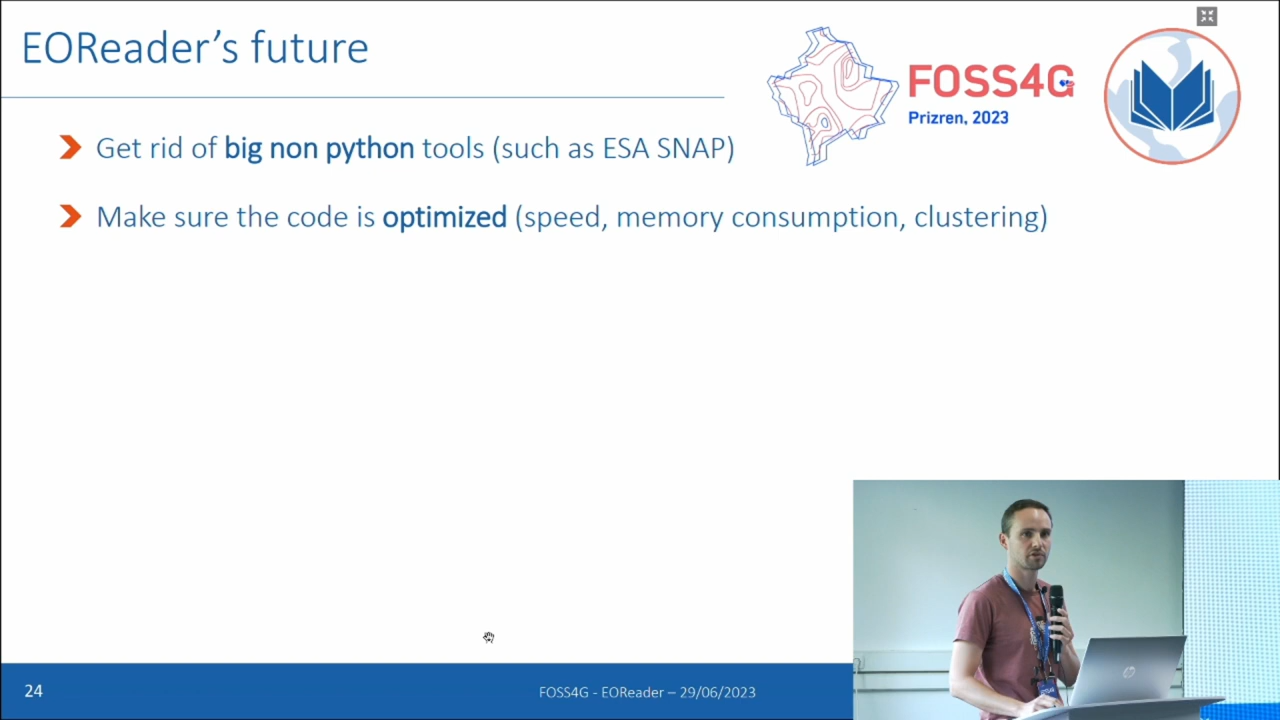 EOReader’s future
FOSS4G
Prizren, 2023
Get rid of big non python tools (such as ESA SNAP)
Make sure the code is optimized (speed, memory consumption, clustering)
24
FOSS4G - EOReader – 29/06/2023
hp